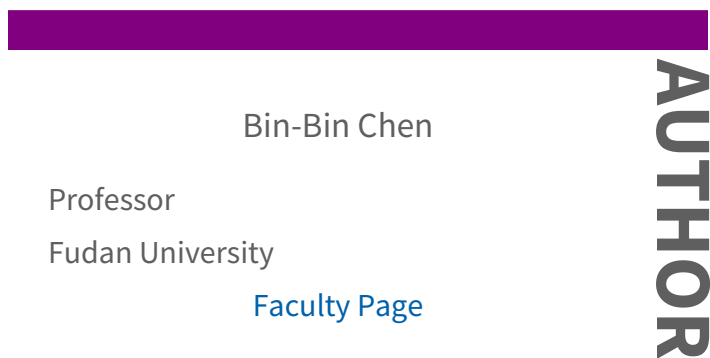 Bin-Bin Chen
Professor
Fudan University
Faculty Page
AUTHOR